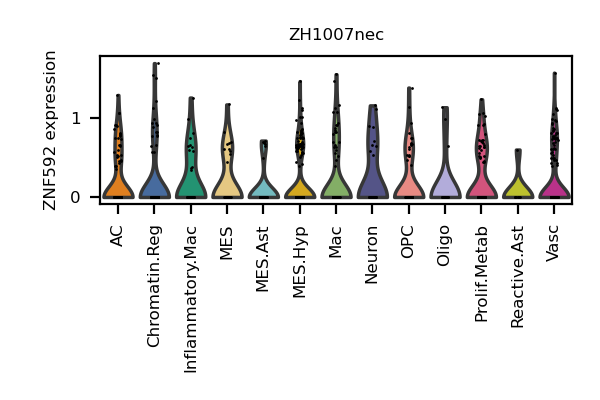 ZH1007nec
ZNF592 expression
1
0
AC
Chromatin.Reg
Inflammatory.Mac
MES
MES.Ast
MES.Hyp
Mac
Neuron
OPC
Oligo
Prolif.Metab
Reactive.Ast
Vasc